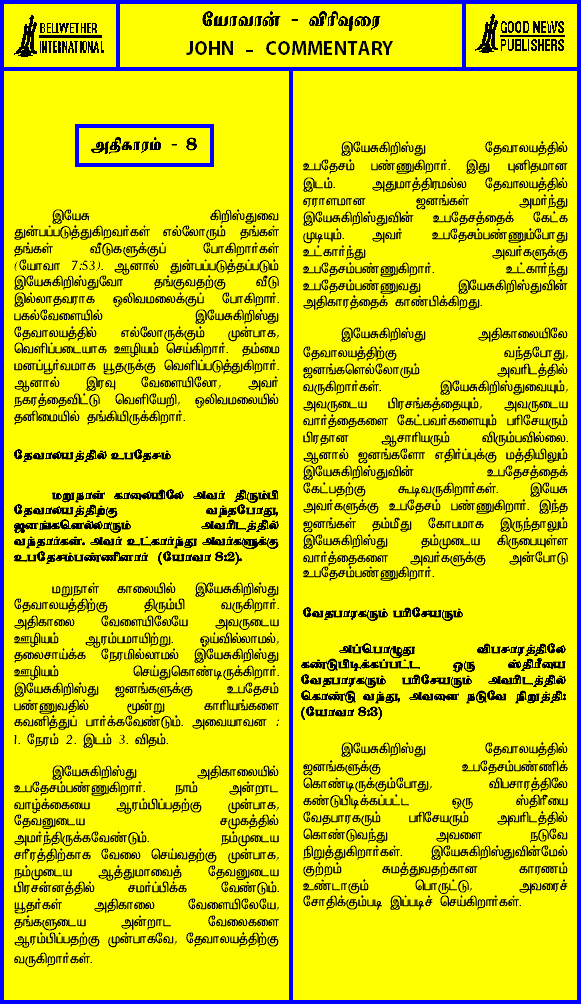 BELWETHER
INTERNATIONAL
யோவான் - விரிவுரை
JOHN - COMMENTARY
GOOD NEWS
PUBLISHERS
அதிகாரம் - 8
இயேசு கிறிஸ்துவை
துன்பப்படுத்துகிறவர்கள் எல்லோரும் தங்கள்
தங்கள் வீடுகளுக்குப் போகிறார்கள்
(யோவா 7:53). ஆனால் துன்பப்படுத்தப்படும்
இயேசுகிறிஸ்துவோ தங்குவதற்கு வீடு
இல்லாதவராக ஒலிவமலைக்குப் போகிறார்.
பகல்வேளையில் இயேசுகிறிஸ்து
தேவாலயத்தில் எல்லோருக்கும் முன்பாக,
வெளிப்படையாக ஊழியம் செய்கிறார். தம்மை
மனப்பூர்வமாக யூதருக்கு வெளிப்படுத்துகிறார்.
ஆனால் இரவு வேளையிலோ, அவர்
நகரத்தைவிட்டு வெளியேறி, ஒலிவமலையில்
தனிமையில் தங்கியிருக்கிறார்.
தேவாலயத்தில் உபதேசம்
மறுநாள் காலையிலே அவர் திரும்பி
தேவாலயத்திற்கு வந்தபோது,
ஜனங்களெல்லாரும் அவரிடத்தில்
வந்தார்கள். அவர் உட்கார்ந்து அவர்களுக்கு
உபதேசம்பண்ணினார் (யோவா 8:2).
மறுநாள் காலையில் இயேசுகிறிஸ்து
தேவாலயத்திற்கு திரும்பி வருகிறார்.
அதிகாலை வேளையிலேயே அவருடைய
ஊழியம் ஆரம்பமாயிற்று. ஓய்வில்லாமல்,
தலைசாய்க்க நேரமில்லாமல் இயேசுகிறிஸ்து
ஊழியம் செய்துகொண்டிருக்கிறார்.
இயேசுகிறிஸ்து ஜனங்களுக்கு உபதேசம்
பண்ணுவதில் மூன்று காரியங்களை
கவனித்துப் பார்க்கவேண்டும். அவையாவன :
1. நேரம் 2. இடம் 3. விதம்.
இயேசுகிறிஸ்து அதிகாலையில்
உபதேசம்பண்ணுகிறார். நாம் அன்றாட
வாழ்க்கையை ஆரம்பிப்பதற்கு முன்பாக,
தேவனுடைய சமுகத்தில்
அமர்ந்திருக்கவேண்டும். நம்முடைய
சரீரத்திற்காக வேலை செய்வதற்கு முன்பாக,
நம்முடைய ஆத்துமாவைத் தேவனுடைய
பிரசன்னத்தில் சமர்ப்பிக்க வேண்டும்.
யூதர்கள் அதிகாலை வேளையிலேயே,
தங்களுடைய அன்றாட வேலைகளை
ஆரம்பிப்பதற்கு முன்பாகவே, தேவாலயத்திற்கு
வருகிறார்கள்.
இயேசுகிறிஸ்து தேவாலயத்தில்
உபதேசம் பண்ணுகிறார். இது புனிதமான
இடம். அதுமாத்திரமல்ல தேவாலயத்தில்
ஏராளமான ஜனங்கள் அமர்ந்து
இயேசுகிறிஸ்துவின் உபதேசத்தைக் கேட்க
முடியும். அவர் உபதேசம்பண்ணும்போது
உட்கார்ந்து அவர்களுக்கு
உபதேசம்பண்ணுகிறார். உட்கார்ந்து
உபதேசம்பண்ணுவது இயேசுகிறிஸ்துவின்
அதிகாரத்தைக் காண்பிக்கிறது.
இயேசுகிறிஸ்து அதிகாலையிலே
தேவாலயத்திற்கு வந்தபோது,
ஜனங்களெல்லோரும் அவரிடத்தில்
வருகிறார்கள். இயேசுகிறிஸ்துவையும்,
அவருடைய பிரசங்கத்தையும், அவருடைய
வார்த்தைகளை கேட்பவர்களையும் பரிசேயரும்
பிரதான ஆசாரியரும் விரும்பவில்லை.
ஆனால் ஜனங்களோ எதிர்ப்புக்கு மத்தியிலும்
இயேசுகிறிஸ்துவின் உபதேசத்தைக்
கேட்பதற்கு கூடிவருகிறார்கள். இயேசு
அவர்களுக்கு உபதேசம் பண்ணுகிறார். இந்த
ஜனங்கள் தம்மீது கோபமாக இருந்தாலும்
இயேசுகிறிஸ்து தம்முடைய கிருபையுள்ள
வார்த்தைகளை அவர்களுக்கு அன்போடு
உபதேசம்பண்ணுகிறார்.
வேதபாரகரும் பரிசேயரும்
அப்பொழுது விபசாரத்திலே
கண்டுபிடிக்கப்பட்ட ஒரு ஸ்திரீயை
வேதபாரகரும் பரிசேயரும் அவரிடத்தில்
கொண்டு வந்து, அவளை நடுவே நிறுத்தி:
(யோவா 8:3)
இயேசுகிறிஸ்து தேவாலயத்தில்
ஜனங்களுக்கு உபதேசம்பண்ணிக்
கொண்டிருக்கும்போது, விபசாரத்திலே
கண்டுபிடிக்கப்பட்ட ஒரு ஸ்திரீயை
வேதபாரகரும் பரிசேயரும் அவரிடத்தில்
கொண்டுவந்து அவளை நடுவே
நிறுத்துகிறார்கள். இயேசுகிறிஸ்துவின்மேல்
குற்றம் சுமத்துவதற்கான காரணம்
உண்டாகும் பொருட்டு, அவரைச்
சோதிக்கும்படி இப்படிச் செய்கிறார்கள்.